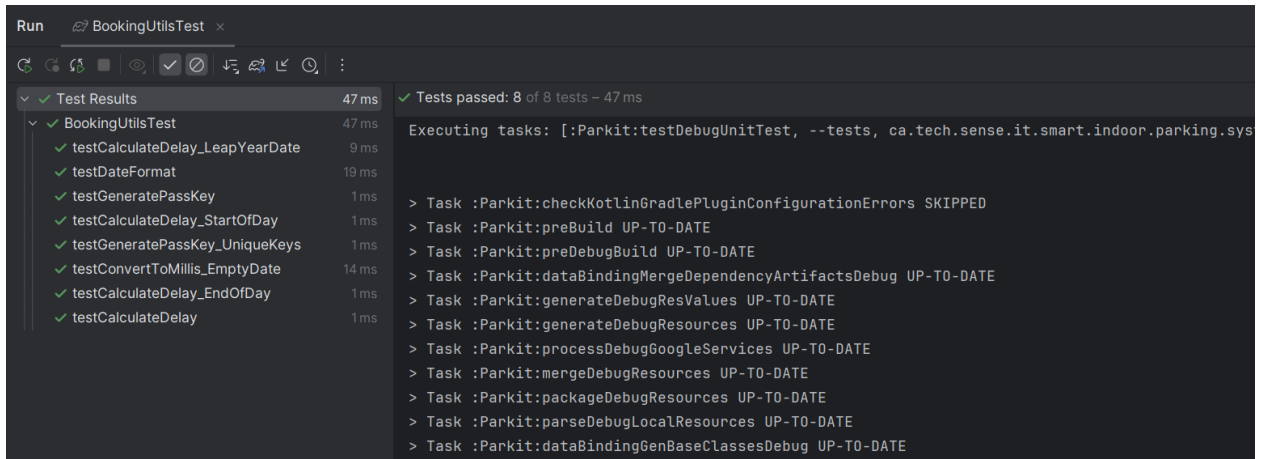 Run BookingUtilsTest ×
Test Results 47 ms
BookingUtilsTest 47 ms
testCalculateDelay_LeapYearDate 9 ms
testDateFormat 19 ms
testGeneratePassKey 1 ms
testCalculateDelay_StartOfDay 1 ms
testGeneratePassKey_UniqueKeys 1 ms
testConvertToMillis_EmptyDate 14 ms
testCalculateDelay_EndOfDay 1 ms
testCalculateDelay 1 ms
Tests passed: 8 of 8 tests – 47 ms
Executing tasks: [:Parkit:testDebugUnitTest, --tests, ca.tech.sense.it.smart.indoor.parking.sys
> Task :Parkit:checkKotlinGradlePluginConfigurationErrors SKIPPED
> Task :Parkit:preBuild UP-TO-DATE
> Task :Parkit:preDebugBuild UP-TO-DATE
> Task :Parkit:dataBindingMergeDependencyArtifactsDebug UP-TO-DATE
> Task :Parkit:generateDebugResValues UP-TO-DATE
> Task :Parkit:generateDebugResources UP-TO-DATE
> Task :Parkit:processDebugGoogleServices UP-TO-DATE
> Task :Parkit:mergeDebugResources UP-TO-DATE
> Task :Parkit:packageDebugResources UP-TO-DATE
> Task :Parkit:parseDebugLocalResources UP-TO-DATE
> Task :Parkit:dataBindingGenBaseClassesDebug UP-TO-DATE